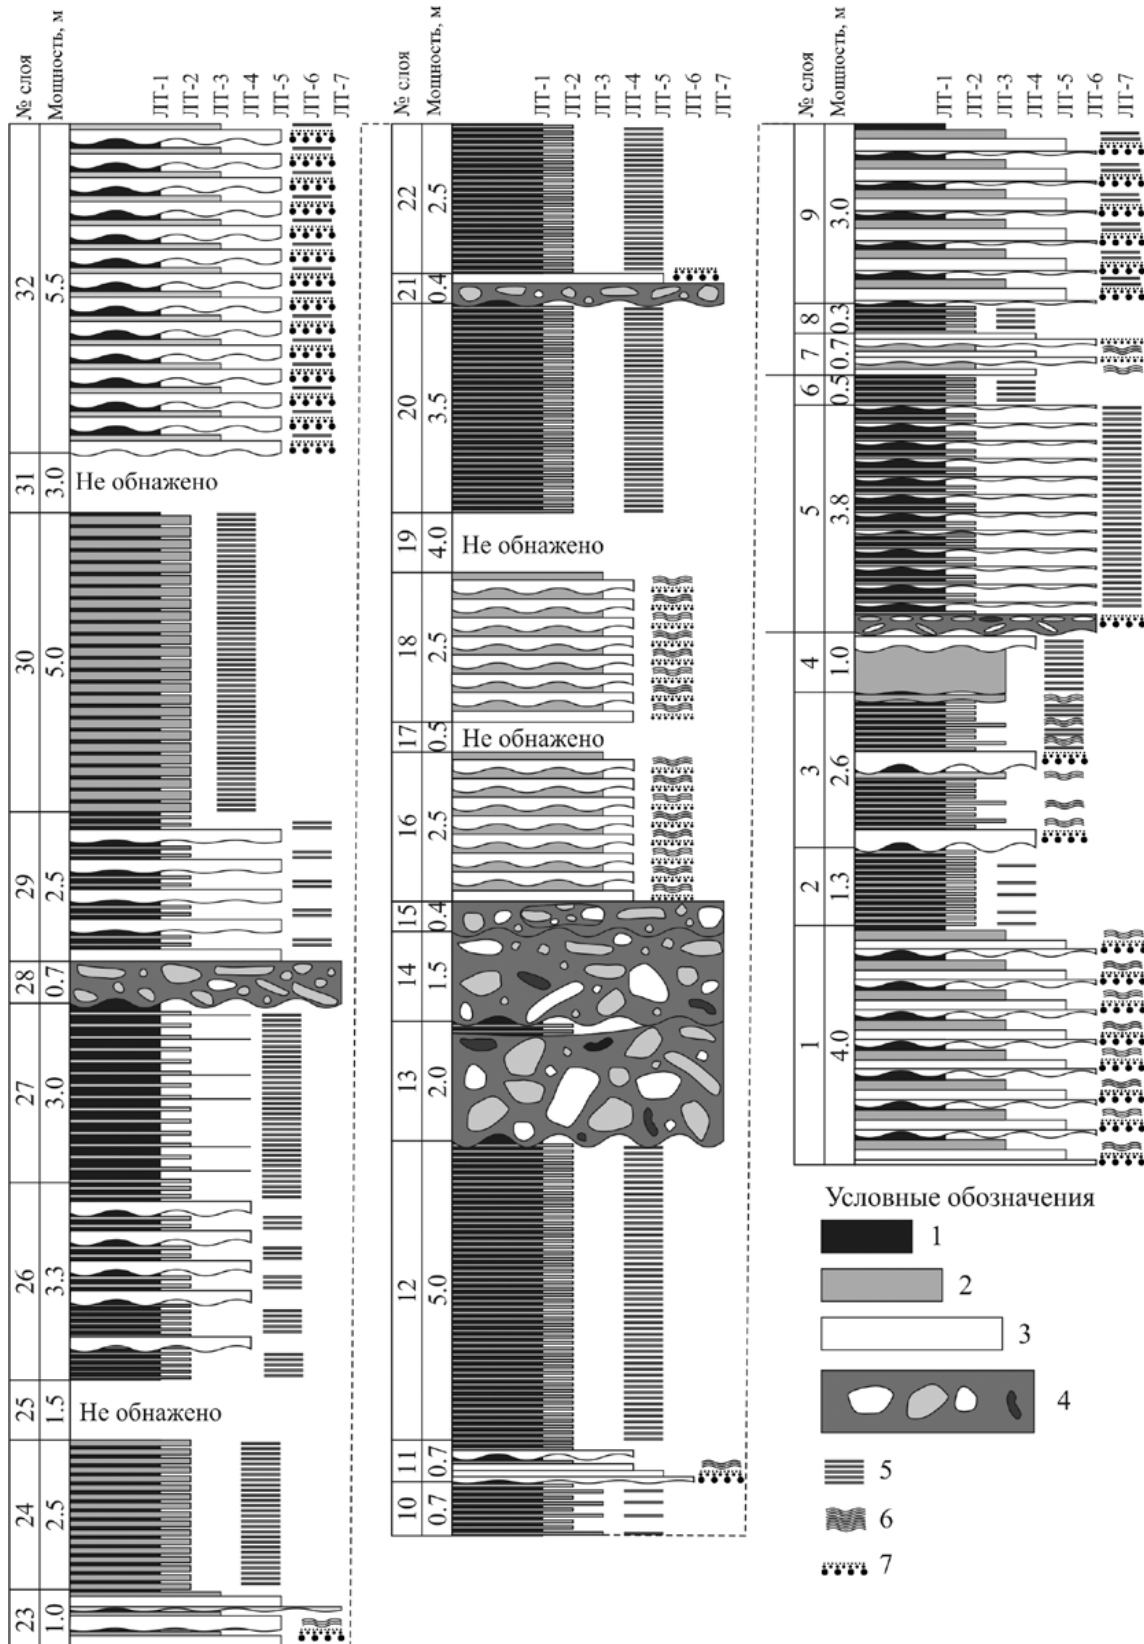 № слоя
Мощность, м
ЛТ-1
ЛТ-2
ЛТ-3
ЛТ-4
ЛТ-5
ЛТ-6
ЛТ-7
32 5.5
31 3.0 Не обнажено
30 5.0
29 2.5
28 0.7
27 3.0
26 3.3
25 1.5 Не обнажено
24 2.5
23 1.0
№ слоя
Мощность, м
ЛТ-1
ЛТ-2
ЛТ-3
ЛТ-4
ЛТ-5
ЛТ-6
ЛТ-7
22 2.5
21 0.4
20 3.5
19 4.0 Не обнажено
18 2.5
17 0.5 Не обнажено
16 2.5
15 0.4
14 1.5
13 2.0
12 5.0
11 0.7
10 0.7
№ слоя
Мощность, м
ЛТ-1
ЛТ-2
ЛТ-3
ЛТ-4
ЛТ-5
ЛТ-6
ЛТ-7
9 3.0
8 0.3
7 0.7
6 0.5
5 3.8
4 1.0
3 2.6
2 1.3
1 4.0
Условные обозначения
1
2
3
4
5
6
7